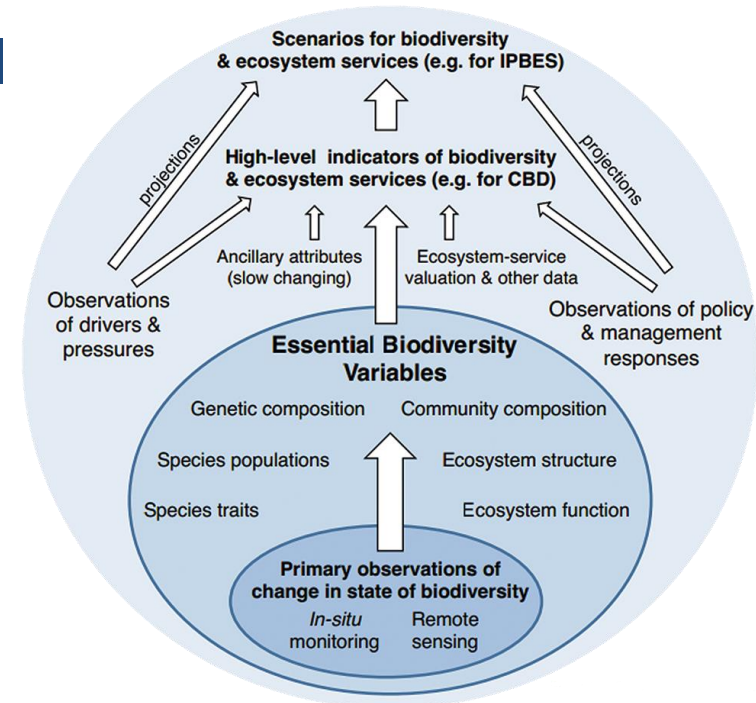 Scenarios for biodiversity
& ecosystem services (e.g. for IPBES)
projections
projections
High-level indicators of biodiversity
& ecosystem services (e.g. for CBD)
Ancillary attributes
(slow changing)
Ecosystem-service
valuation & other data
Observations
of drivers &
pressures
Observations of policy
& management
responses
Essential Biodiversity
Variables
Genetic composition
Community composition
Species populations
Ecosystem structure
Species traits
Ecosystem function
Primary observations of
change in state of biodiversity
In-situ
monitoring
Remote
sensing